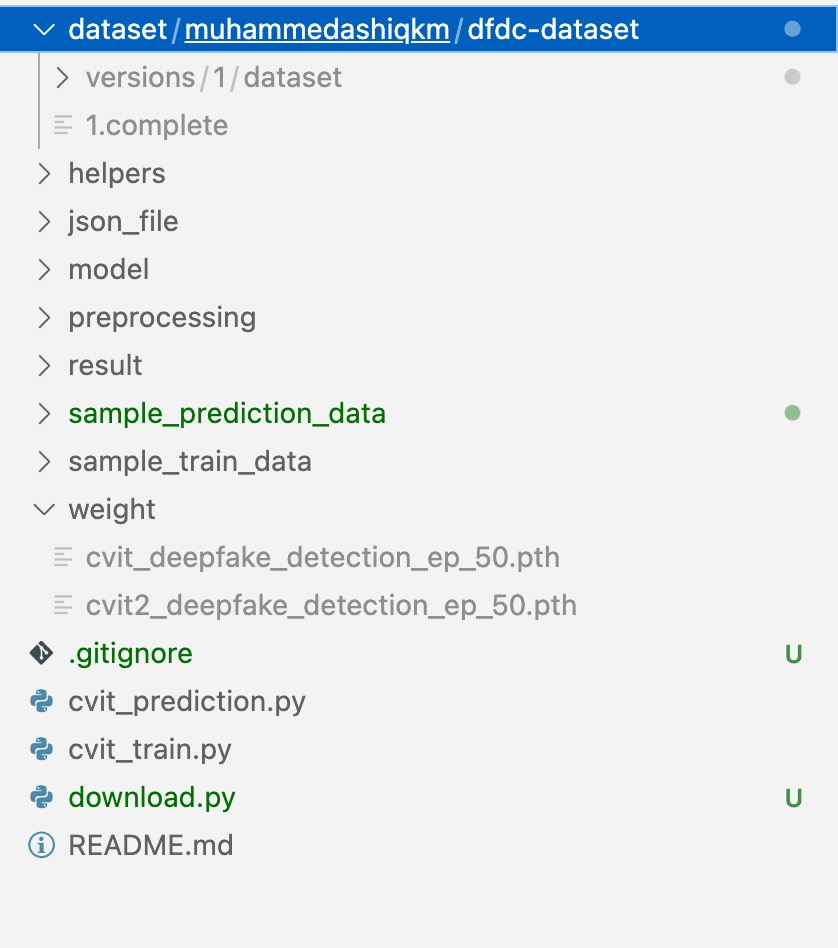 dataset/muhammedashiqkm/dfdc-dataset
versions/1/dataset
1.complete
helpers
json_file
model
preprocessing
result
sample_prediction_data
sample_train_data
weight
cvit_deepfake_detection_ep_50.pth
cvit2_deepfake_detection_ep_50.pth
.gitignore U
cvit_prediction.py
cvit_train.py
download.py U
README.md